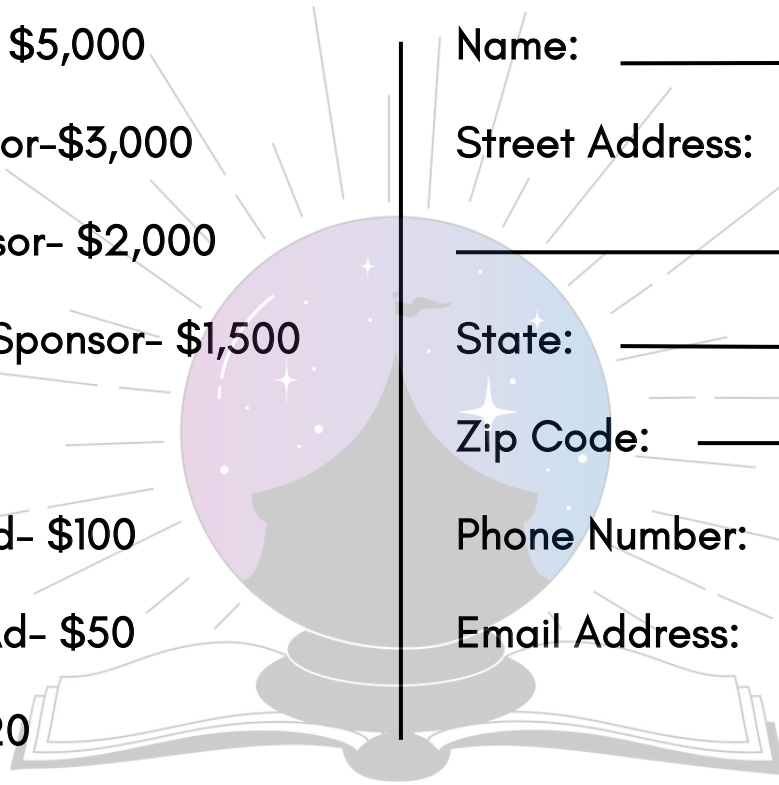 $5,000
or-$3,000
sor- $2,000
Sponsor- $1,500
d- $100
Ad- $50
20
Name:
Street Address:
State:
Zip Code:
Phone Number:
Email Address: